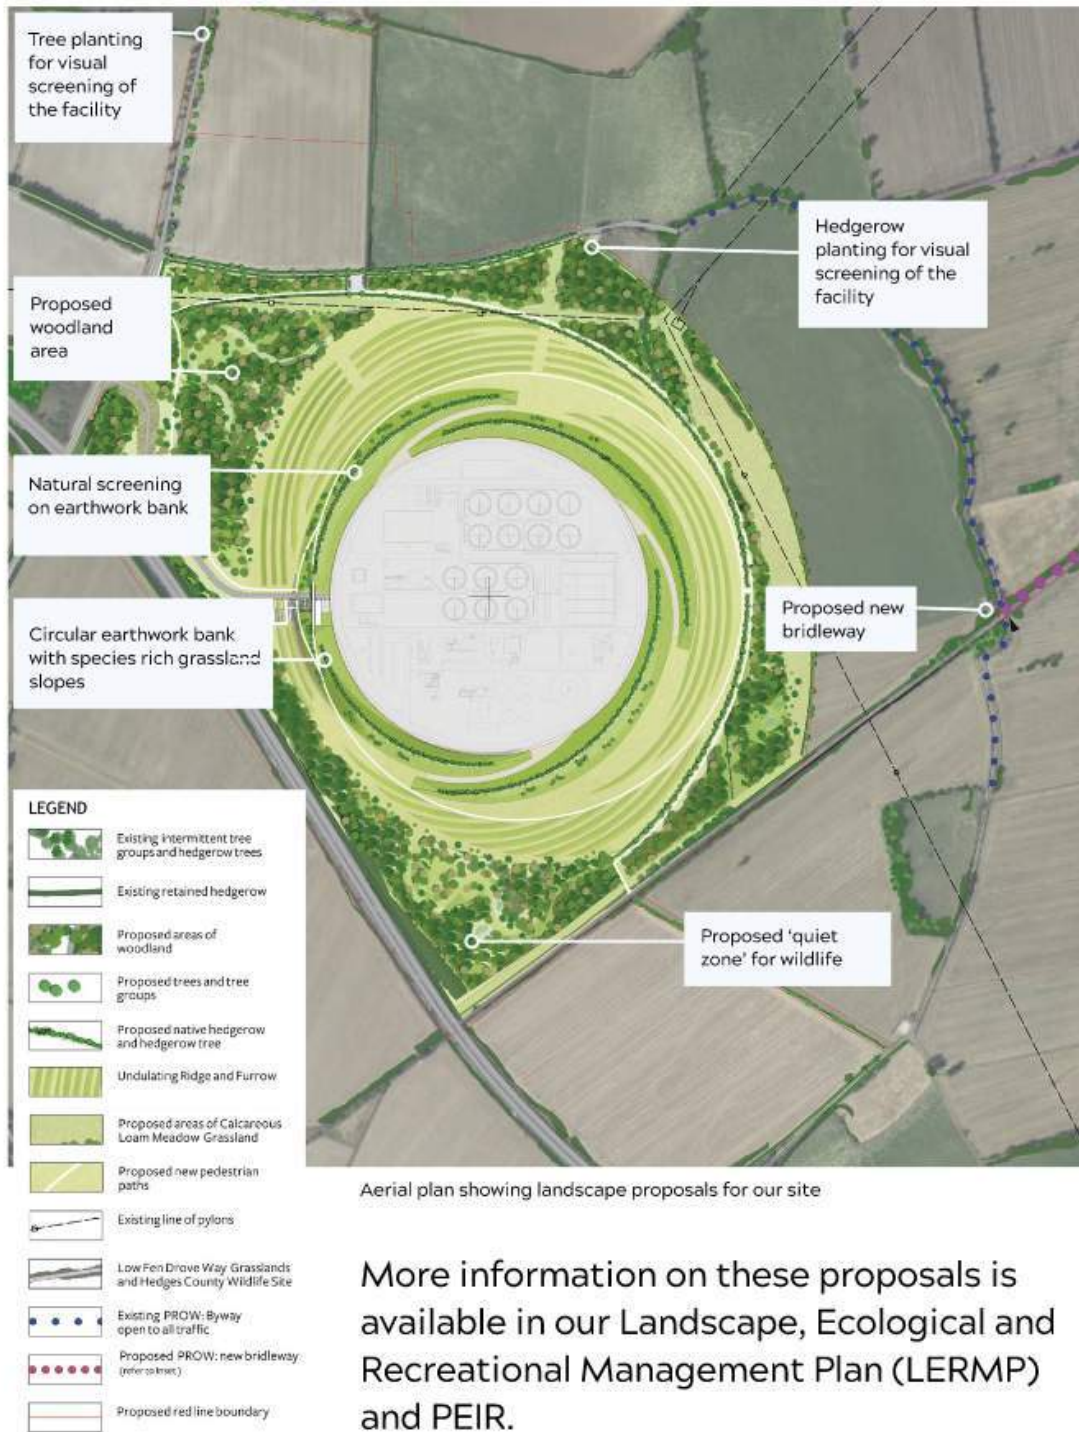 Tree planting
for visual
screening of
the facility
Hedgerow
planting for visual
screening of the
facility
Proposed
woodland
area
Natural screening
on earthwork bank
Circular earthwork bank
with species rich grassland
slopes
Proposed new
bridleway
Proposed ‘quiet
zone’ for wildlife
LEGEND
Existing intermittent tree
groups and hedgerow trees
Existing retained hedgerow
Proposed areas of
woodland
Proposed trees and tree
groups
Proposed native hedgerow
and hedgerow tree
Undulating Ridge and Furrow
Proposed areas of Calcareous
Loam Meadow Grassland
Proposed new pedestrian
paths
Existing line of pylons
Low Fen Drove Way Grasslands
and Hedges County Wildlife Site
Existing PROW: Byway
open to all traffic
Proposed PROW: new bridleway
(refer to Inset)
Proposed red line boundary
Aerial plan showing landscape proposals for our site
More information on these proposals is
available in our Landscape, Ecological and
Recreational Management Plan (LERMP)
and PEIR.